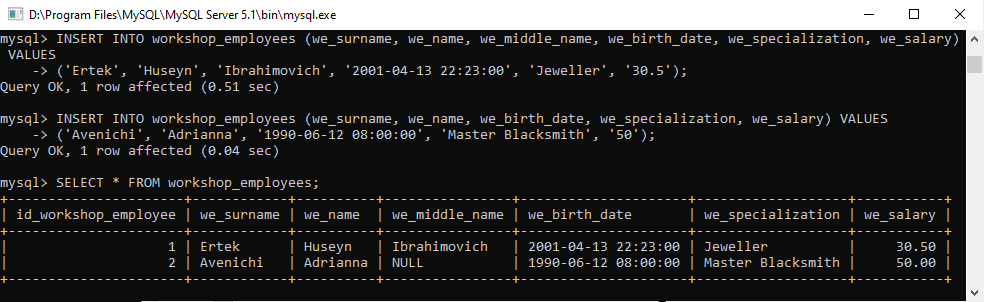 D:\Program Files\MySQL\MySQL Server 5.1\bin\mysql.exe
mysql> INSERT INTO workshop_employees (we_surname, we_name, we_middle_name, we_birth_date, we_specialization, we_salary)
 VALUES
    -> ('Ertek', 'Huseyn', 'Ibrahimovich', '2001-04-13 22:23:00', 'Jeweller', '30.5');
Query OK, 1 row affected (0.51 sec)

mysql> INSERT INTO workshop_employees (we_surname, we_name, we_birth_date, we_specialization, we_salary) VALUES
    -> ('Avenichi', 'Adrianna', '1990-06-12 08:00:00', 'Master Blacksmith', '50');
Query OK, 1 row affected (0.04 sec)

mysql> SELECT * FROM workshop_employees;
+----------------------+------------+----------+----------------+---------------------+-------------------+-----------+
| id_workshop_employee | we_surname | we_name  | we_middle_name | we_birth_date       | we_specialization | we_salary |
+----------------------+------------+----------+----------------+---------------------+-------------------+-----------+
|                    1 | Ertek      | Huseyn   | Ibrahimovich   | 2001-04-13 22:23:00 | Jeweller          |     30.50 |
|                    2 | Avenichi   | Adrianna | NULL           | 1990-06-12 08:00:00 | Master Blacksmith |     50.00 |
+----------------------+------------+----------+----------------+---------------------+-------------------+-----------+